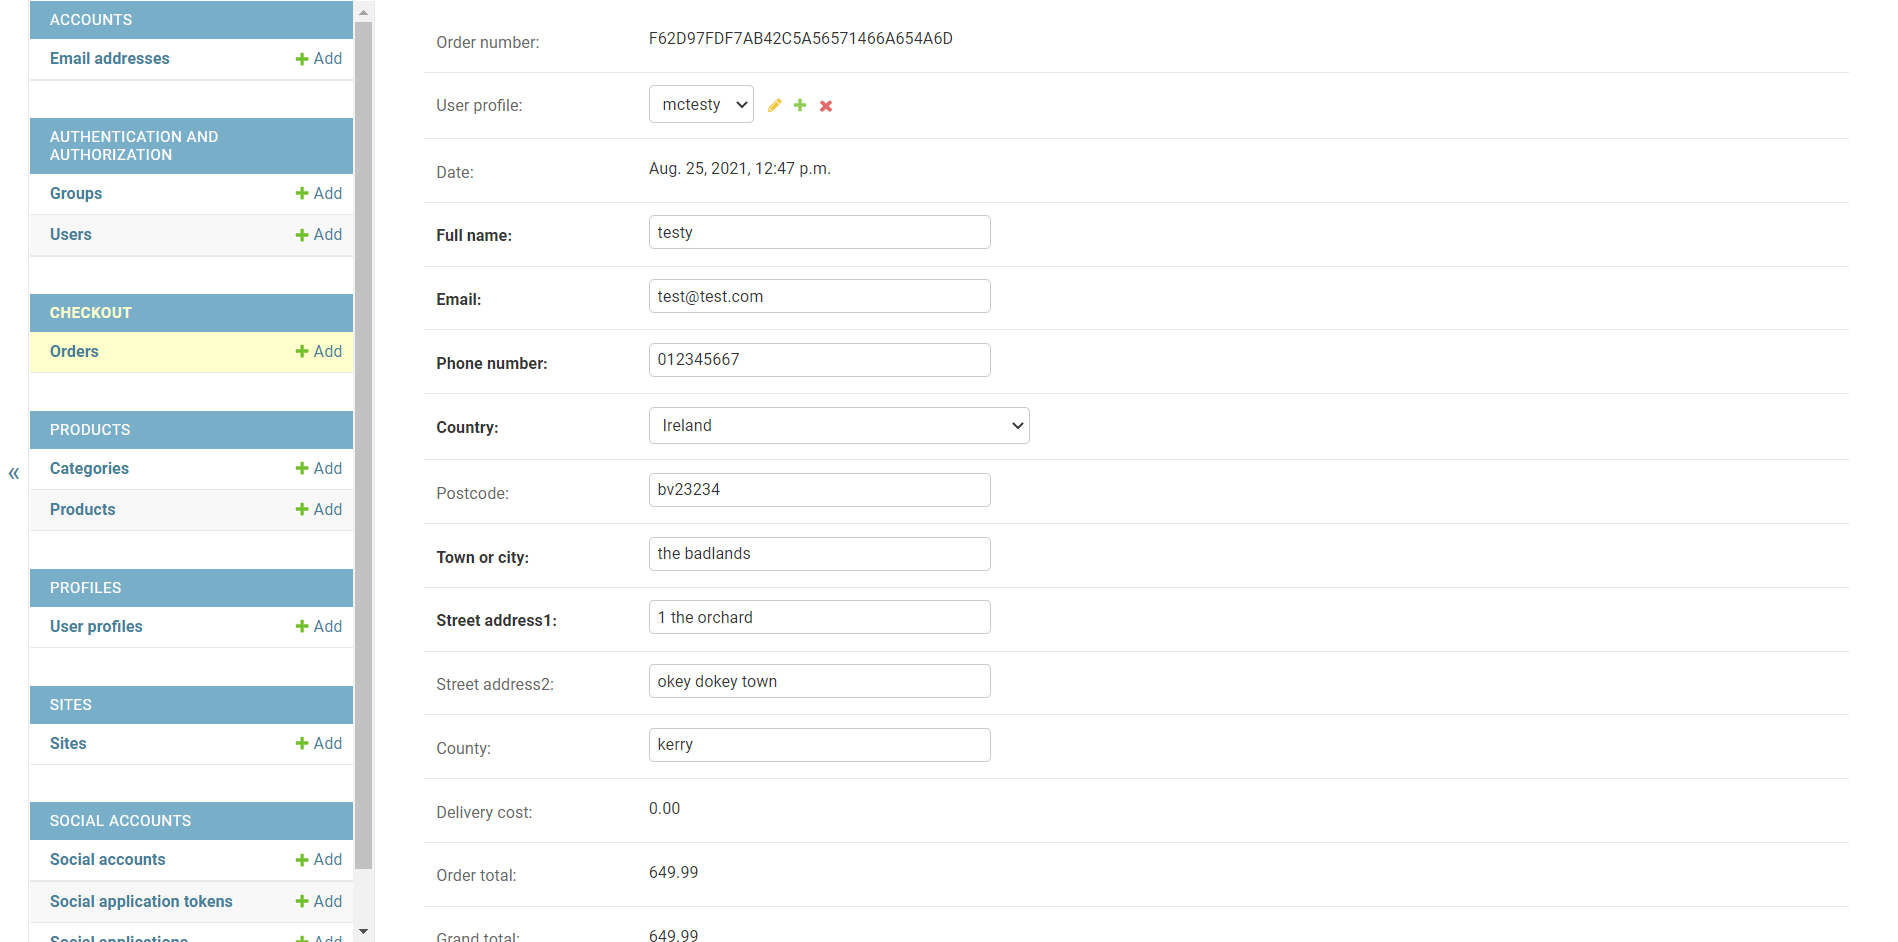 ACCOUNTS
Email addresses Add
AUTHENTICATION AND
AUTHORIZATION
Groups Add
Users Add
CHECKOUT
Orders Add
PRODUCTS
Categories Add
Products Add
PROFILES
User profiles Add
SITES
Sites Add
SOCIAL ACCOUNTS
Social accounts Add
Social application tokens Add
Social applications Add
«
Order number: F62D97FDF7AB42C5A56571466A654A6D
User profile: mctesty
Date: Aug. 25, 2021, 12:47 p.m.
Full name: testy
Email: test@test.com
Phone number: 012345667
Country: Ireland
Postcode: bv23234
Town or city: the badlands
Street address1: 1 the orchard
Street address2: okey dokey town
County: kerry
Delivery cost: 0.00
Order total: 649.99
Grand total: 649.99